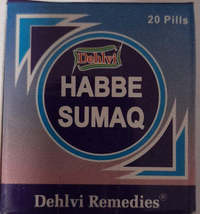 20 Pills
Dehlvi
HABBE
SUMAQ
Dehlvi Remedies®